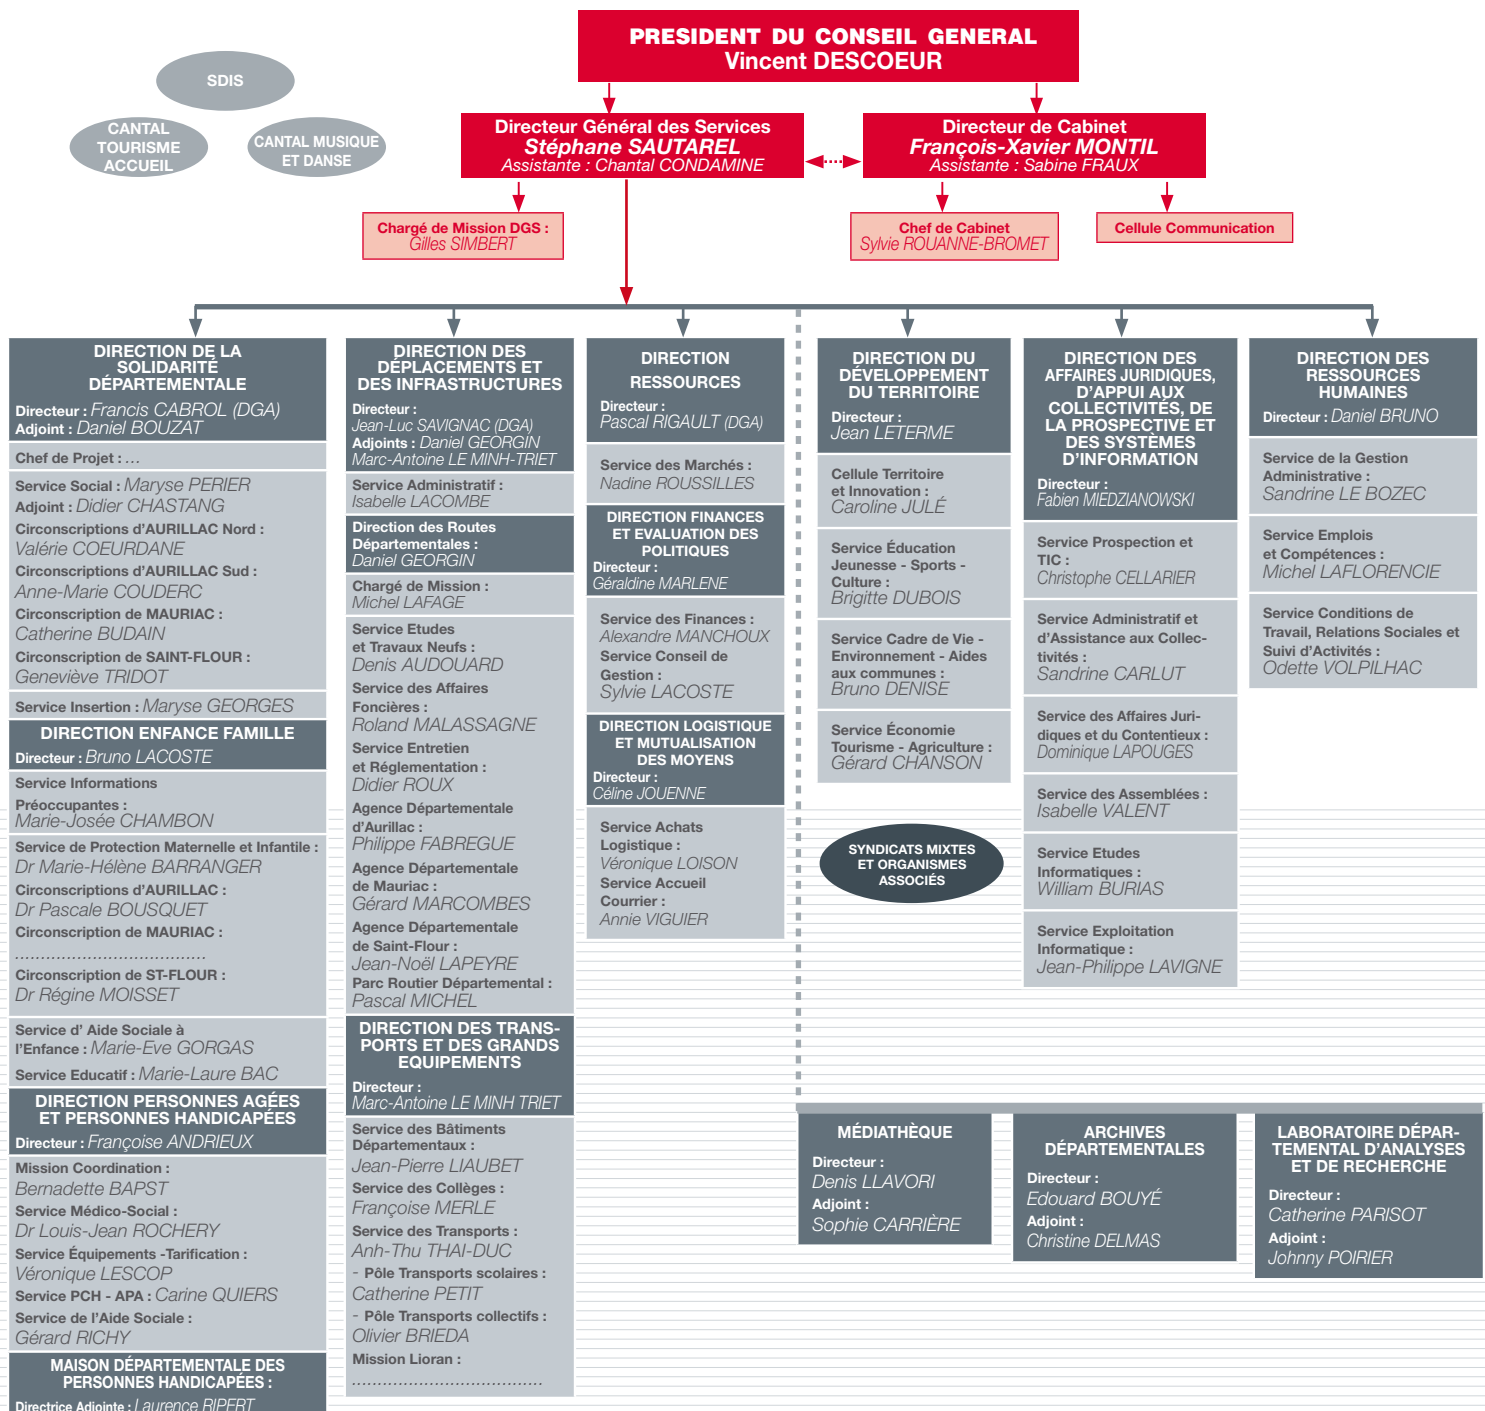 PRESIDENT DU CONSEIL GENERAL
Vincent DESCOEUR
SDIS
CANTAL
TOURISME
ACCUEIL
CANTAL MUSIQUE
ET DANSE
Directeur Général des Services
Stéphane SAUTAREL
Assistante : Chantal CONDAMINE
Directeur de Cabinet
François-Xavier MONTIL
Assistante : Sabine FRAUX
Chargé de Mission DGS :
Gilles SIMBERT
Chef de Cabinet
Sylvie ROUANNE-BROMET
Cellule Communication
DIRECTION DE LA
SOLIDARITÉ
DÉPARTEMENTALE
Directeur : Francis CABROL (DGA)
Adjoint : Daniel BOUZAT
Chef de Projet : ...
Service Social : Maryse PERIER
Adjoint : Didier CHASTANG
Circonscriptions d'AURILLAC Nord :
Valérie COEURDANE
Circonscriptions d'AURILLAC Sud :
Anne-Marie COUDERC
Circonscription de MAURIAC :
Catherine BUDAIN
Circonscription de SAINT-FLOUR :
Geneviève TRIDOT
Service Insertion : Maryse GEORGES
DIRECTION ENFANCE FAMILLE
Directeur : Bruno LACOSTE
Service Informations
Préoccupantes :
Marie-Josée CHAMBON
Service de Protection Maternelle et Infantile :
Dr Marie-Hélène BARRANGER
Circonscriptions d'AURILLAC :
Dr Pascale BOUSQUET
Circonscription de MAURIAC :
....................................
Circonscription de ST-FLOUR :
Dr Régine MOISSET
Service d' Aide Sociale à
l'Enfance : Marie-Eve GORGAS
Service Educatif : Marie-Laure BAC
DIRECTION PERSONNES AGÉES
ET PERSONNES HANDICAPÉES
Directeur : Françoise ANDRIEUX
Mission Coordination :
Bernadette BAPST
Service Médico-Social :
Dr Louis-Jean ROCHERY
Service Équipements -Tarification :
Véronique LESCOP
Service PCH - APA : Carine QUIERS
Service de l'Aide Sociale :
Gérard RICHY
MAISON DÉPARTEMENTALE DES
PERSONNES HANDICAPÉES :
Directrice Adjointe : Laurence RIPERT
DIRECTION DES
DÉPLACEMENTS ET
DES INFRASTRUCTURES
Directeur :
Jean-Luc SAVIGNAC (DGA)
Adjoints : Daniel GEORGIN
Marc-Antoine LE MINH-TRIET
Service Administratif :
Isabelle LACOMBE
Direction des Routes
Départementales :
Daniel GEORGIN
Chargé de Mission :
Michel LAFAGE
Service Etudes
et Travaux Neufs :
Denis AUDOUARD
Service des Affaires
Foncières :
Roland MALASSAGNE
Service Entretien
et Réglementation :
Didier ROUX
Agence Départementale
d'Aurillac :
Philippe FABREGUE
Agence Départementale
de Mauriac :
Gérard MARCOMBES
Agence Départementale
de Saint-Flour :
Jean-Noël LAPEYRE
Parc Routier Départemental :
Pascal MICHEL
DIRECTION DES TRANS-
PORTS ET DES GRANDS
EQUIPEMENTS
Directeur :
Marc-Antoine LE MINH TRIET
Service des Bâtiments
Départementaux :
Jean-Pierre LIAUBET
Service des Collèges :
Françoise MERLE
Service des Transports :
Anh-Thu THAI-DUC
- Pôle Transports scolaires :
Catherine PETIT
- Pôle Transports collectifs :
Olivier BRIEDA
Mission Lioran :
....................................
DIRECTION
RESSOURCES
Directeur :
Pascal RIGAULT (DGA)
Service des Marchés :
Nadine ROUSSILLES
DIRECTION FINANCES
ET EVALUATION DES
POLITIQUES
Directeur :
Géraldine MARLENE
Service des Finances :
Alexandre MANCHOUX
Service Conseil de
Gestion :
Sylvie LACOSTE
DIRECTION LOGISTIQUE
ET MUTUALISATION
DES MOYENS
Directeur :
Céline JOUENNE
Service Achats
Logistique :
Véronique LOISON
Service Accueil
Courrier :
Annie VIGUIER
DIRECTION DU
DÉVELOPPEMENT
DU TERRITOIRE
Directeur :
Jean LETERME
Cellule Territoire
et Innovation :
Caroline JULÉ
Service Éducation
Jeunesse - Sports -
Culture :
Brigitte DUBOIS
Service Cadre de Vie -
Environnement - Aides
aux communes :
Bruno DENISE
Service Économie
Tourisme - Agriculture :
Gérard CHANSON
SYNDICATS MIXTES
ET ORGANISMES
ASSOCIÉS
DIRECTION DES
AFFAIRES JURIDIQUES,
D'APPUI AUX
COLLECTIVITÉS, DE
LA PROSPECTIVE ET
DES SYSTÈMES
D'INFORMATION
Directeur :
Fabien MIEDZIANOWSKI
Service Prospection et
TIC :
Christophe CELLARIER
Service Administratif et
d'Assistance aux Collec-
tivités :
Sandrine CARLUT
Service des Affaires Juri-
diques et du Contentieux :
Dominique LAPOUGES
Service des Assemblées :
Isabelle VALENT
Service Etudes
Informatiques :
William BURIAS
Service Exploitation
Informatique :
Jean-Philippe LAVIGNE
DIRECTION DES
RESSOURCES
HUMAINES
Directeur : Daniel BRUNO
Service de la Gestion
Administrative :
Sandrine LE BOZEC
Service Emplois
et Compétences :
Michel LAFLORENCIE
Service Conditions de
Travail, Relations Sociales et
Suivi d'Activités :
Odette VOLPILHAC
MÉDIATHÈQUE
Directeur :
Denis LLAVORI
Adjoint :
Sophie CARRIÈRE
ARCHIVES
DÉPARTEMENTALES
Directeur :
Edouard BOUYÉ
Adjoint :
Christine DELMAS
LABORATOIRE DÉPAR-
TEMENTAL D'ANALYSES
ET DE RECHERCHE
Directeur :
Catherine PARISOT
Adjoint :
Johnny POIRIER